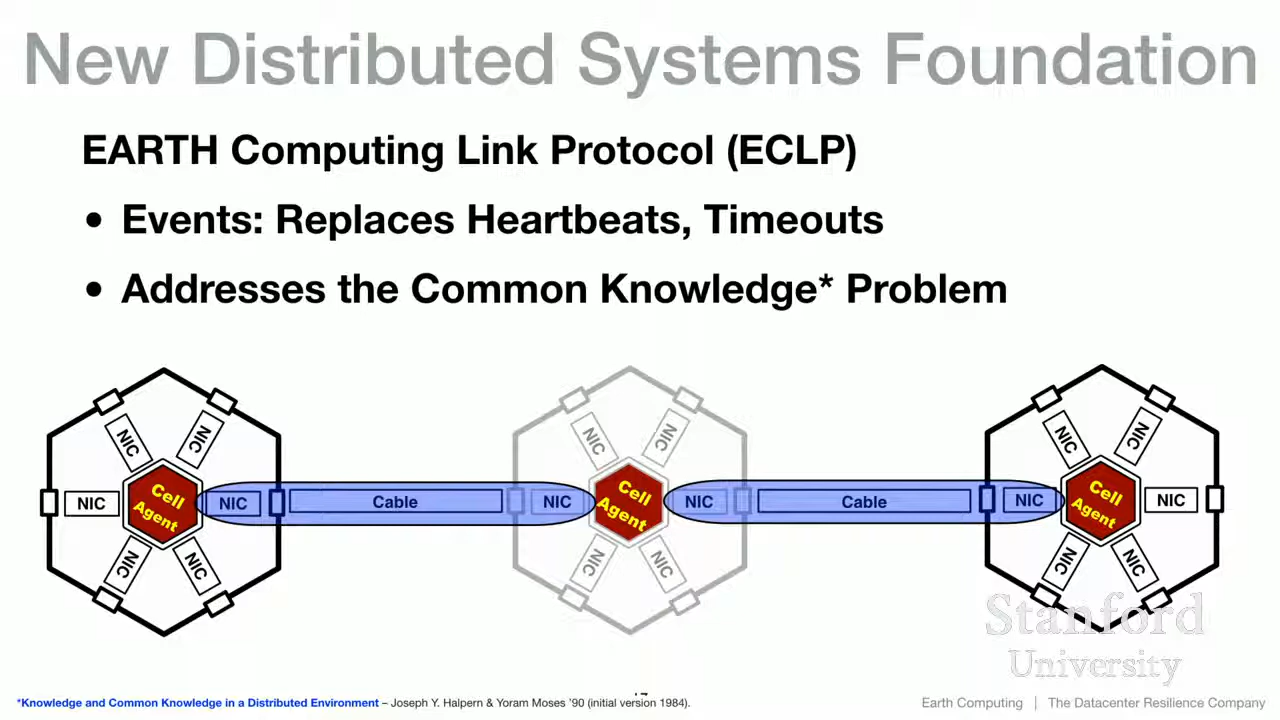 New Distributed Systems Foundation
EARTH Computing Link Protocol (ECLP)
• Events: Replaces Heartbeats, Timeouts
• Addresses the Common Knowledge* Problem
NIC NIC NIC NIC NIC NIC
Cell Agent
Cable
NIC NIC NIC NIC NIC NIC
Cell Agent
Cable
NIC NIC NIC NIC NIC NIC
Cell Agent
Stanford
University
*Knowledge and Common Knowledge in a Distributed Environment – Joseph Y. Halpern & Yoram Moses '90 (initial version 1984).
Earth Computing | The Datacenter Resilience Company